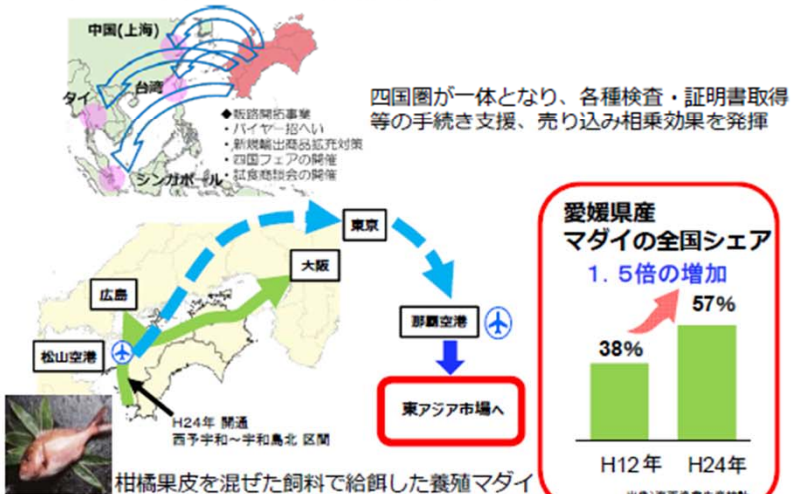 中国(上海)
台湾
タイ
シンガポール
◆販路開拓事業
・バイヤー招へい
・新規輸出商品拡充対策
・四国フェアの開催
・試食商談会の開催
四国圏が一体となり、各種検査・証明書取得
等の手続き支援、売り込み相乗効果を発揮
東京
大阪
広島
松山空港
那覇空港
東アジア市場へ
H24年 開通
西予宇和～宇和島北 区間
柑橘果皮を混ぜた飼料で給餌した養殖マダイ
愛媛県産
マダイの全国シェア
1.5倍の増加
57%
38%
H12年
H24年